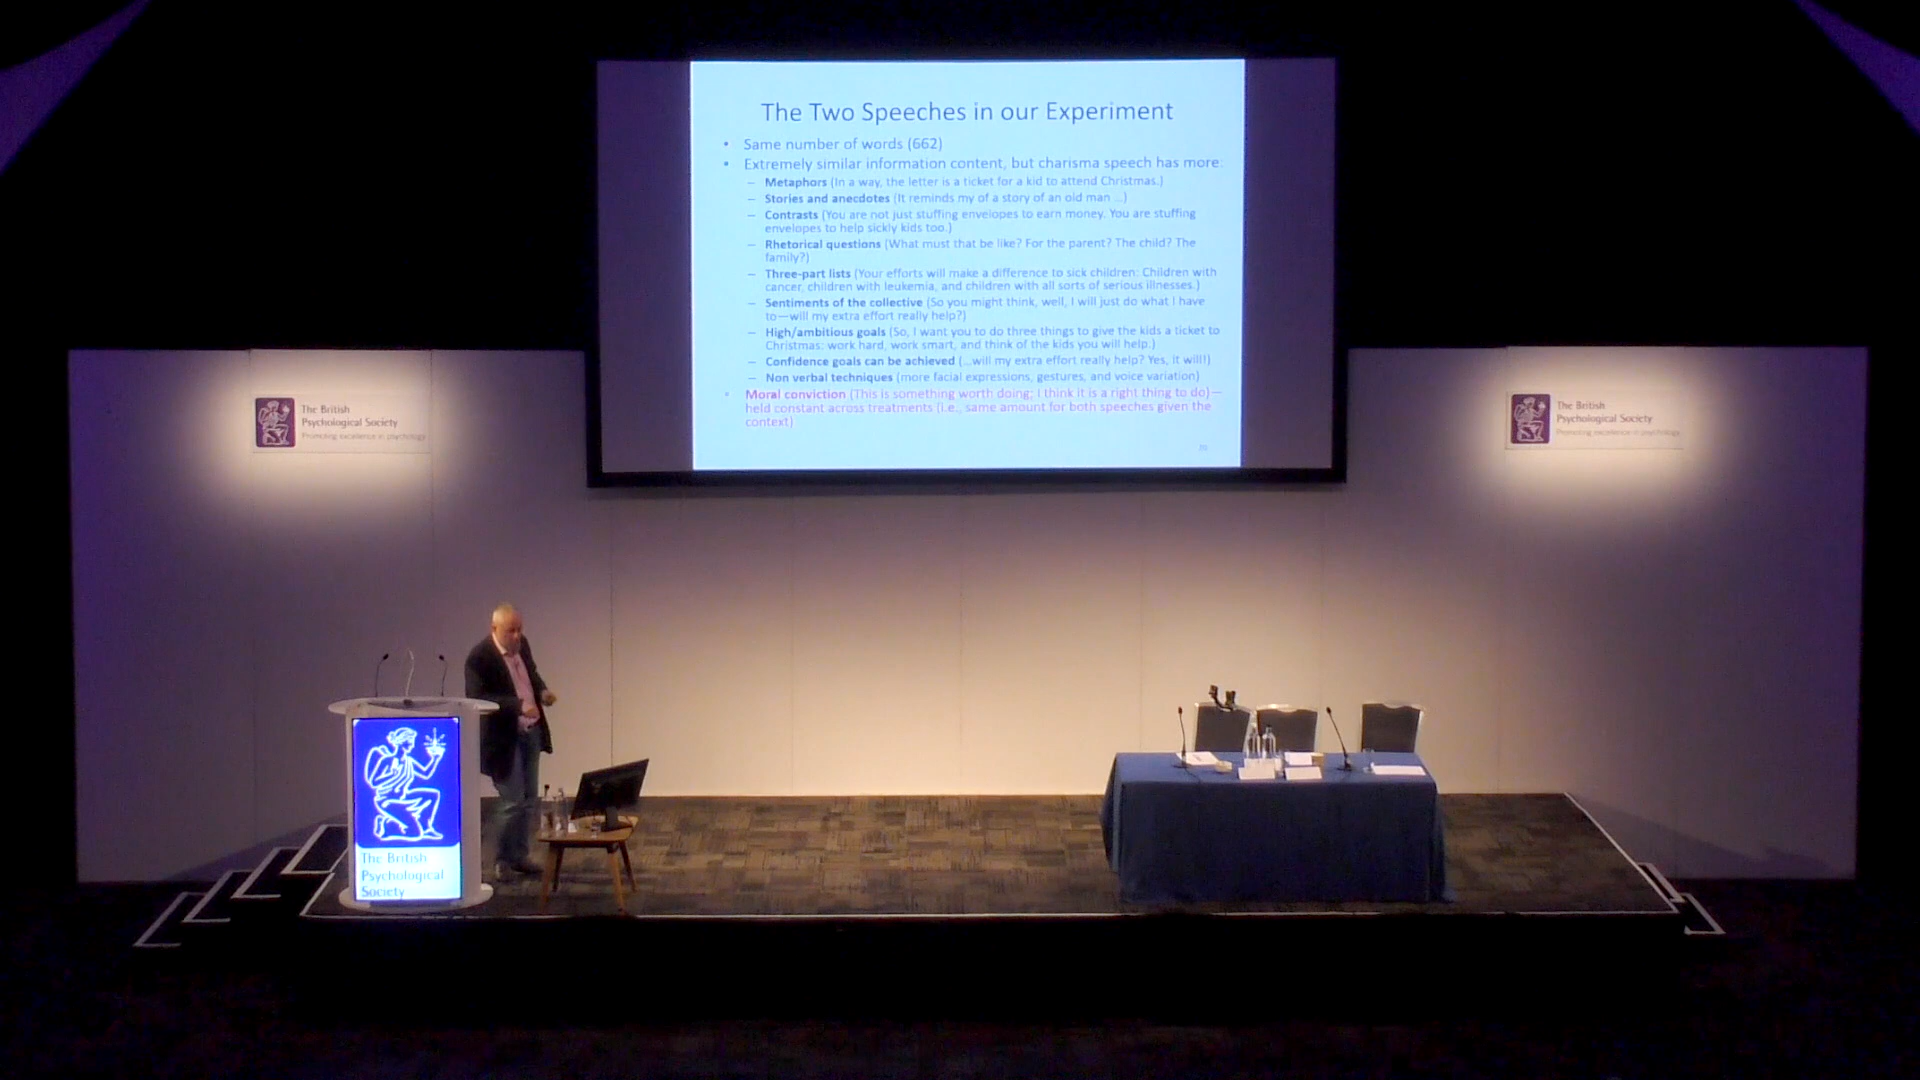 The Two Speeches in our Experiment
• Same number of words (662)
• Extremely similar information content, but charisma speech has more:
– Metaphors (In a way, the letter is a ticket for a kid to attend Christmas.)
– Stories and anecdotes (It reminds my of a story of an old man ...)
– Contrasts (You are not just stuffing envelopes to earn money. You are stuffing
envelopes to help sickly kids too.)
– Rhetorical questions (What must that be like? For the parent? The child? The
family?)
– Three-part lists (Your efforts will make a difference to sick children: Children with
cancer, children with leukemia, and children with all sorts of serious illnesses.)
– Sentiments of the collective (So you might think, well, I will just do what I have
to—will my extra effort really help?)
– High/ambitious goals (So, I want you to do three things to give the kids a ticket to
Christmas: work hard, work smart, and think of the kids you will help.)
– Confidence goals can be achieved (...will my extra effort really help? Yes, it will!)
– Non verbal techniques (more facial expressions, gestures, and voice variation)
• Moral conviction (This is something worth doing; I think it is a right thing to do)—
held constant across treatments (i.e., same amount for both speeches given the
context)
The British
Psychological Society
Promoting excellence in psychology
The British
Psychological Society
Promoting excellence in psychology
The British
Psychological
Society